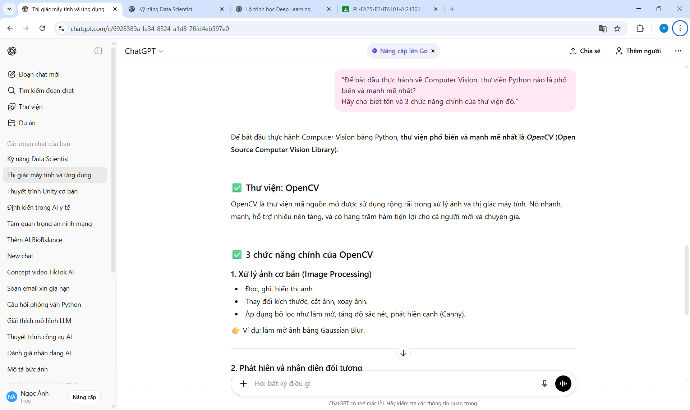 Thị giác máy tính và ứng dụng
Kỹ năng Data Scientist
Lộ trình học Deep Learning
chatgpt.com/c/
ChatGPT
Nâng cấp lên Go
Chia sẻ
Thêm người
Đoạn chat mới
Tìm kiếm đoạn chat
Thư viện
Dự án
Các đoạn chat của bạn
Kỹ năng Data Scientist
Thị giác máy tính và ứng dụng
Thuyết trình Unity cơ bản
Định kiến trong AI y tế
Tầm quan trọng an ninh mạng
Thêm AI BioBalance
New chat
Concept video TikTok AI
Soạn email xin gia hạn
Câu hỏi phỏng vấn Python
Giải thích mô hình LLM
Thuyết trình công cụ AI
Đánh giá nhãn dạng AI
Mô tả bức ảnh
Ngọc Ánh
Free
Nâng cấp
"Để bắt đầu thực hành về Computer Vision, thư viện Python nào là phổ
biến và mạnh mẽ nhất?
Hãy cho biết tên và 3 chức năng chính của thư viện đó."
Để bắt đầu thực hành Computer Vision bằng Python, thư viện phổ biến và mạnh mẽ nhất là OpenCV (Open
Source Computer Vision Library).
Thư viện: OpenCV
OpenCV là thư viện mã nguồn mở được sử dụng rộng rãi trong xử lý ảnh và thị giác máy tính. Nó nhanh,
mạnh, hỗ trợ nhiều nền tảng, và có hàng trăm hàm tiện lợi cho cả người mới và chuyên gia.
3 chức năng chính của OpenCV
1. Xử lý ảnh cơ bản (Image Processing)
• Đọc, ghi, hiển thị ảnh.
• Thay đổi kích thước, cắt ảnh, xoay ảnh.
• Áp dụng bộ lọc như làm mờ, tăng độ sắc nét, phát hiện cạnh (Canny).
👉 Ví dụ: làm mờ ảnh bằng Gaussian Blur.
2. Phát hiện và nhận diện đối tượng
Hỏi bất kỳ điều gì
ChatGPT có thể mắc lỗi. Hãy kiểm tra các thông tin quan trọng.